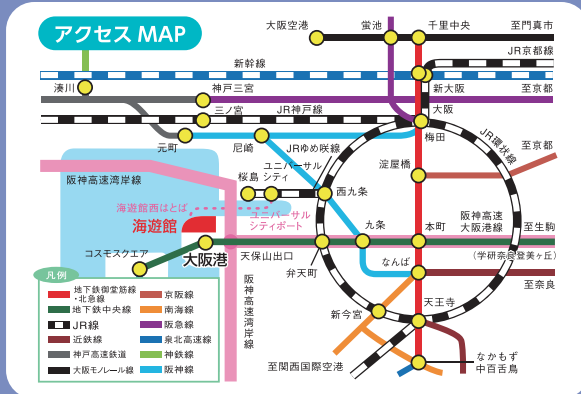 アクセス MAP
大阪空港
蛍池
千里中央
至門真市
JR京都線
新幹線
湊川
神戸三宮
新大阪
至京都
三ノ宮
JR神戸線
大阪
元町
尼崎
梅田
JR環状線
JRゆめ咲線
至京都
阪神高速湾岸線
ユニバーサル
シティ
桜島
淀屋橋
西九条
海遊館西はとば
海遊館
ユニバーサル
シティポート
九条
本町
阪神高速
大阪港線
至生駒
(学研奈良登美ヶ丘)
コスモスクエア
大阪港
天保山出口
弁天町
なんば
至奈良
阪神高速湾岸線
天王寺
新今宮
至関西国際空港
なかもず
中百舌鳥
凡例
地下鉄御堂筋線
・北急線
地下鉄中央線
JR線
近鉄線
神戸高速鉄道
大阪モノレール線
京阪線
南海線
阪急線
泉北高速線
神鉄線
阪神線